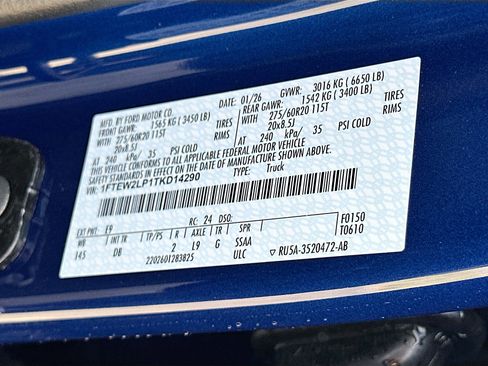 MFD. BY FORD MOTOR CO. 01/26 GVWR: 3016 KG ( 6650 LB)
FRONT GAWR: 1565 KG ( 3450 LB) REAR GAWR: 1542 KG ( 3400 LB)
275/60R20 115T TIRES 275/60R20 115T TIRES
20x8.5J RIMS 20x8.5J RIMS
AT 240 kPa/ 35 PSI COLD AT 240 kPa/ 35 PSI COLD
THIS VEHICLE CONFORMS TO ALL APPLICABLE FEDERAL MOTOR VEHICLE
SAFETY STANDARDS IN EFFECT ON THE DATE OF MANUFACTURE SHOWN ABOVE.
VIN: 1FTEW2LP1TKD14290 TYPE: Truck
EXT PNT: E9 RC: 24 DSO: F0150
WB INT TR TP/PS R AXLE TR SPR T0610
145 DB 2 L9 G SSAA
2202601283825 ULC ▽ RU5A-3520472-AB